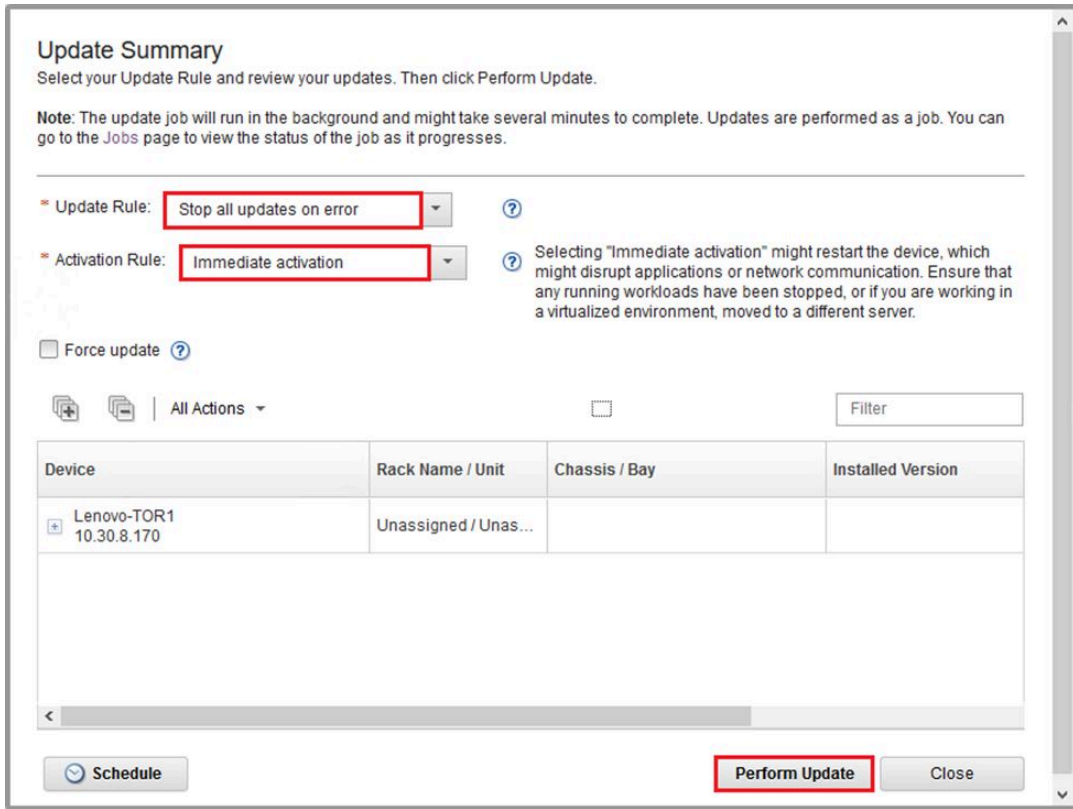 Update Summary
Select your Update Rule and review your updates. Then click Perform Update.
Note: The update job will run in the background and might take several minutes to complete. Updates are performed as a job. You can
go to the Jobs page to view the status of the job as it progresses.
* Update Rule: Stop all updates on error ?
* Activation Rule: Immediate activation ? Selecting "Immediate activation" might restart the device, which
might disrupt applications or network communication. Ensure that
any running workloads have been stopped, or if you are working in
a virtualized environment, moved to a different server.
Force update ?
All Actions Filter
Device Rack Name / Unit Chassis / Bay Installed Version
Lenovo-TOR1 Unassigned / Unas...
10.30.8.170
Schedule Perform Update Close